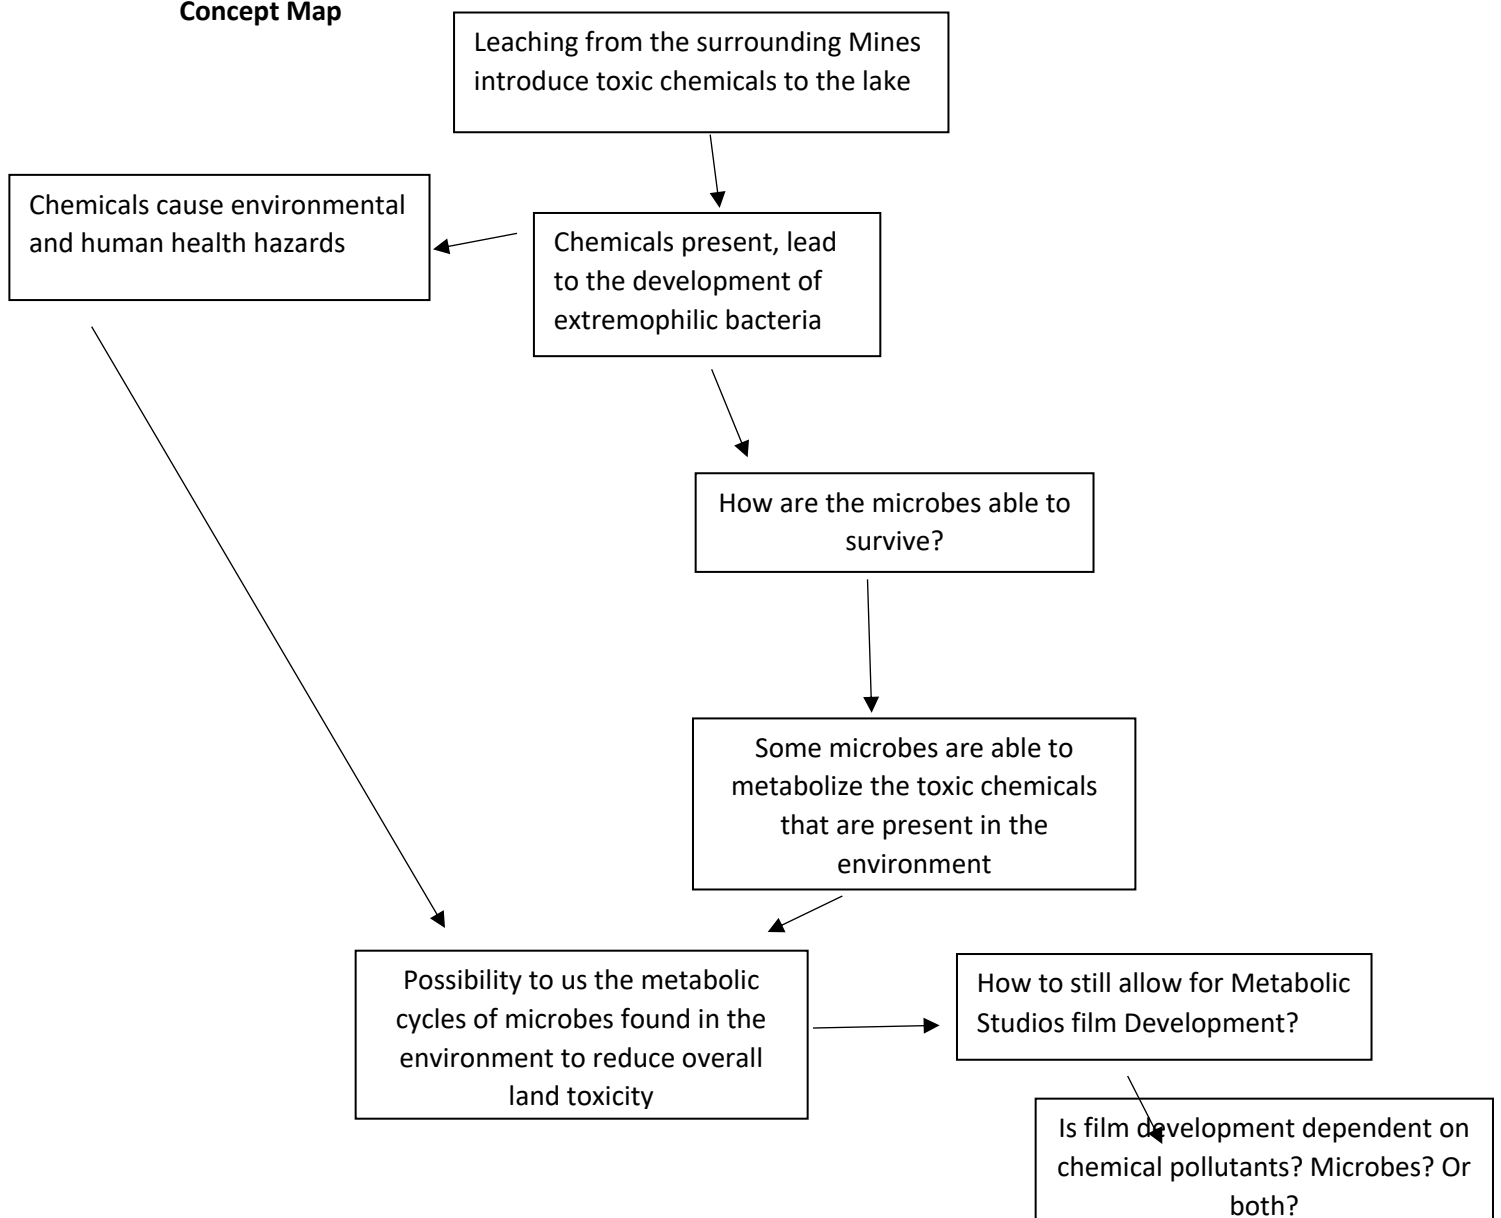 Concept Map
Leaching from the surrounding Mines
introduce toxic chemicals to the lake
Chemicals cause environmental
and human health hazards
Chemicals present, lead
to the development of
extremophilic bacteria
How are the microbes able to
survive?
Some microbes are able to
metabolize the toxic chemicals
that are present in the
environment
Possibility to us the metabolic
cycles of microbes found in the
environment to reduce overall
land toxicity
How to still allow for Metabolic
Studios film Development?
Is film development dependent on
chemical pollutants? Microbes? Or
both?